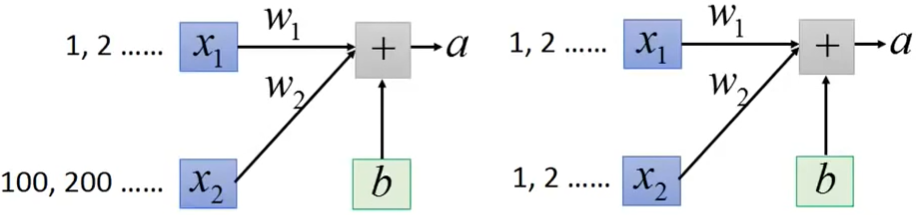 w₁ w₁
1, 2 …… x₁ + a 1, 2 …… x₁ + a
w₂ w₂
100, 200 …… x₂ b 1, 2 …… x₂ b